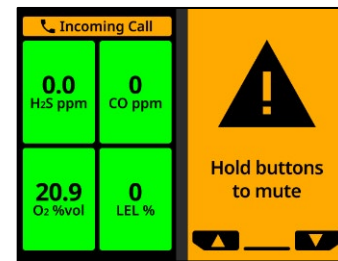 Incoming Call
0.0
H2S ppm
0
CO ppm
20.9
O2 %vol
0
LEL %
Hold buttons
to mute